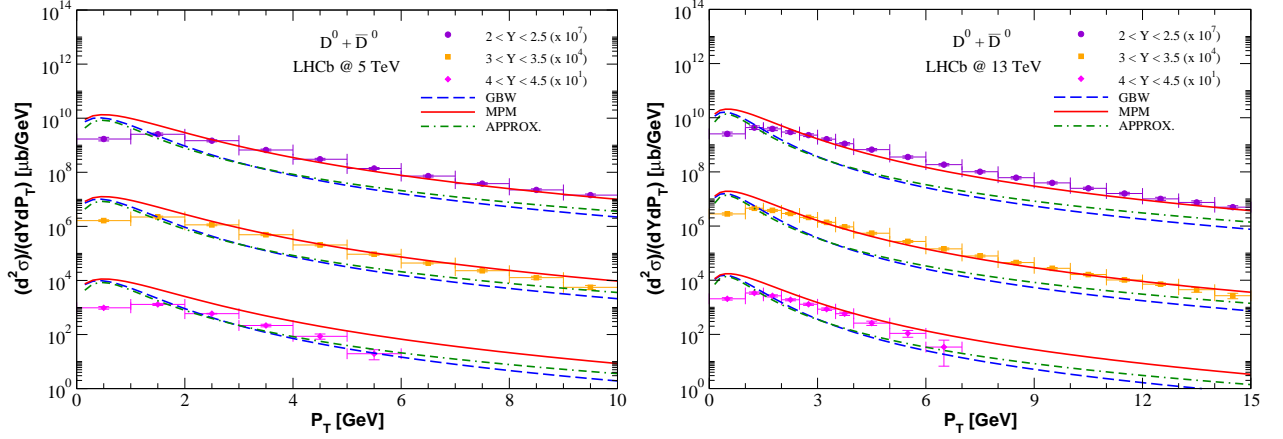 10^14
10^12
10^10
10^8
10^6
10^4
10^2
10^0
(d^2 σ)/(dYdP_T) [μb/GeV]
D^0 + D̅^0
LHCb @ 5 TeV
2 < Y < 2.5 (x 10^7)
3 < Y < 3.5 (x 10^4)
4 < Y < 4.5 (x 10^1)
GBW
MPM
APPROX.
0 2 4 6 8 10
P_T [GeV]
10^14
10^12
10^10
10^8
10^6
10^4
10^2
10^0
(d^2 σ)/(dYdP_T) [μb/GeV]
D^0 + D̅^0
LHCb @ 13 TeV
2 < Y < 2.5 (x 10^7)
3 < Y < 3.5 (x 10^4)
4 < Y < 4.5 (x 10^1)
GBW
MPM
APPROX.
0 3 6 9 12 15
P_T [GeV]